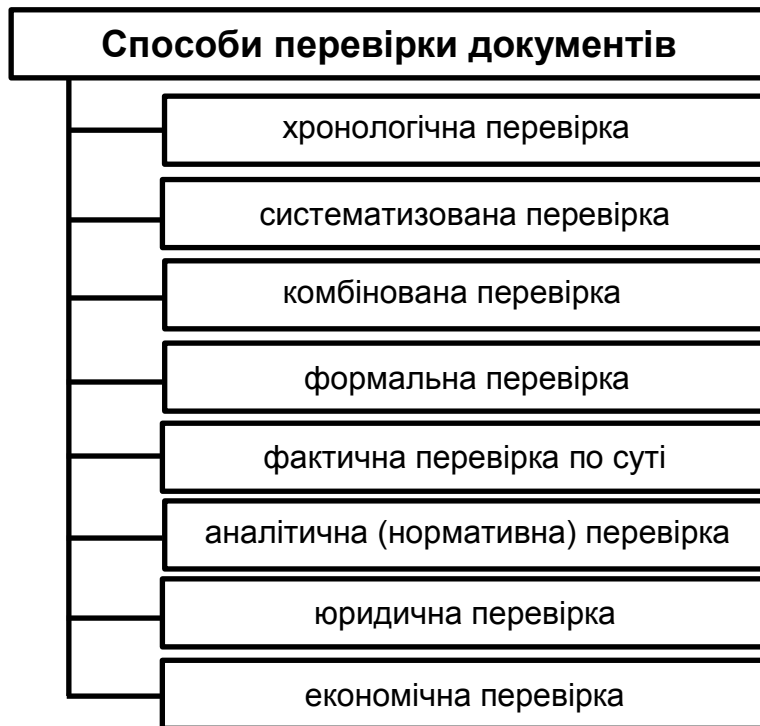 Способи перевірки документів
хронологічна перевірка
систематизована перевірка
комбінована перевірка
формальна перевірка
фактична перевірка по суті
аналітична (нормативна) перевірка
юридична перевірка
економічна перевірка